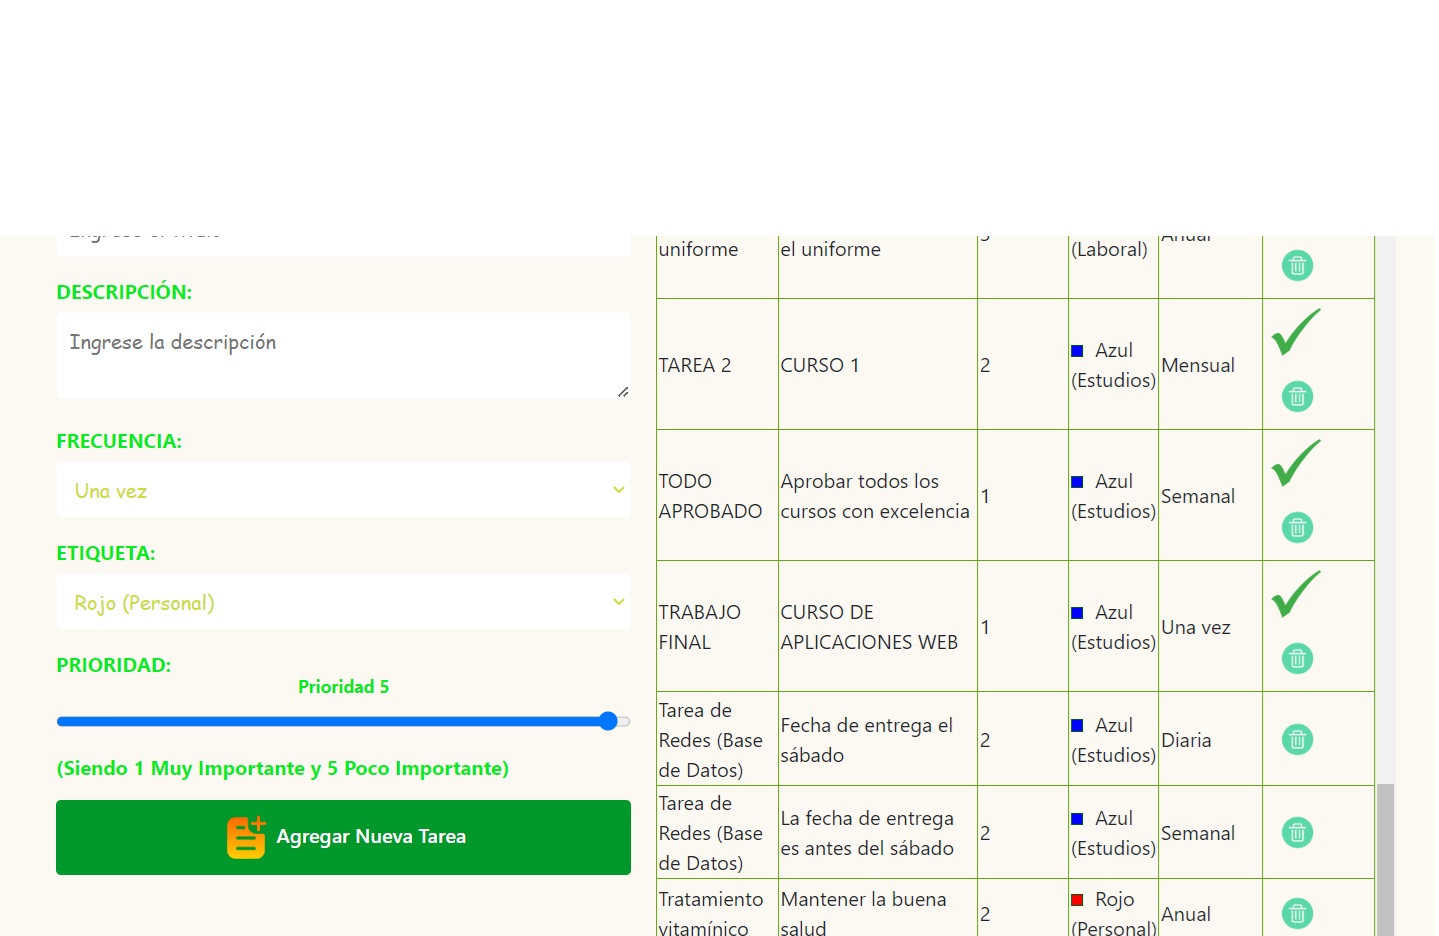 DESCRIPCIÓN:
Ingrese la descripción
FRECUENCIA:
Una vez
ETIQUETA:
Rojo (Personal)
PRIORIDAD:
Prioridad 5
(Siendo 1 Muy Importante y 5 Poco Importante)
Agregar Nueva Tarea
uniforme el uniforme (Laboral) Anual
TAREA 2 CURSO 1 2 Azul Mensual
(Estudios)
TODO Aprobar todos los 1 Azul Semanal
APROBADO cursos con excelencia (Estudios)
TRABAJO CURSO DE 1 Azul Una vez
FINAL APLICACIONES WEB (Estudios)
Tarea de
Redes (Base Fecha de entrega el 2 Azul Diaria
de Datos) sábado (Estudios)
Tarea de
Redes (Base La fecha de entrega 2 Azul Semanal
de Datos) es antes del sábado (Estudios)
Tratamiento Mantener la buena 2 Rojo Anual
vitamínico salud (Personal)